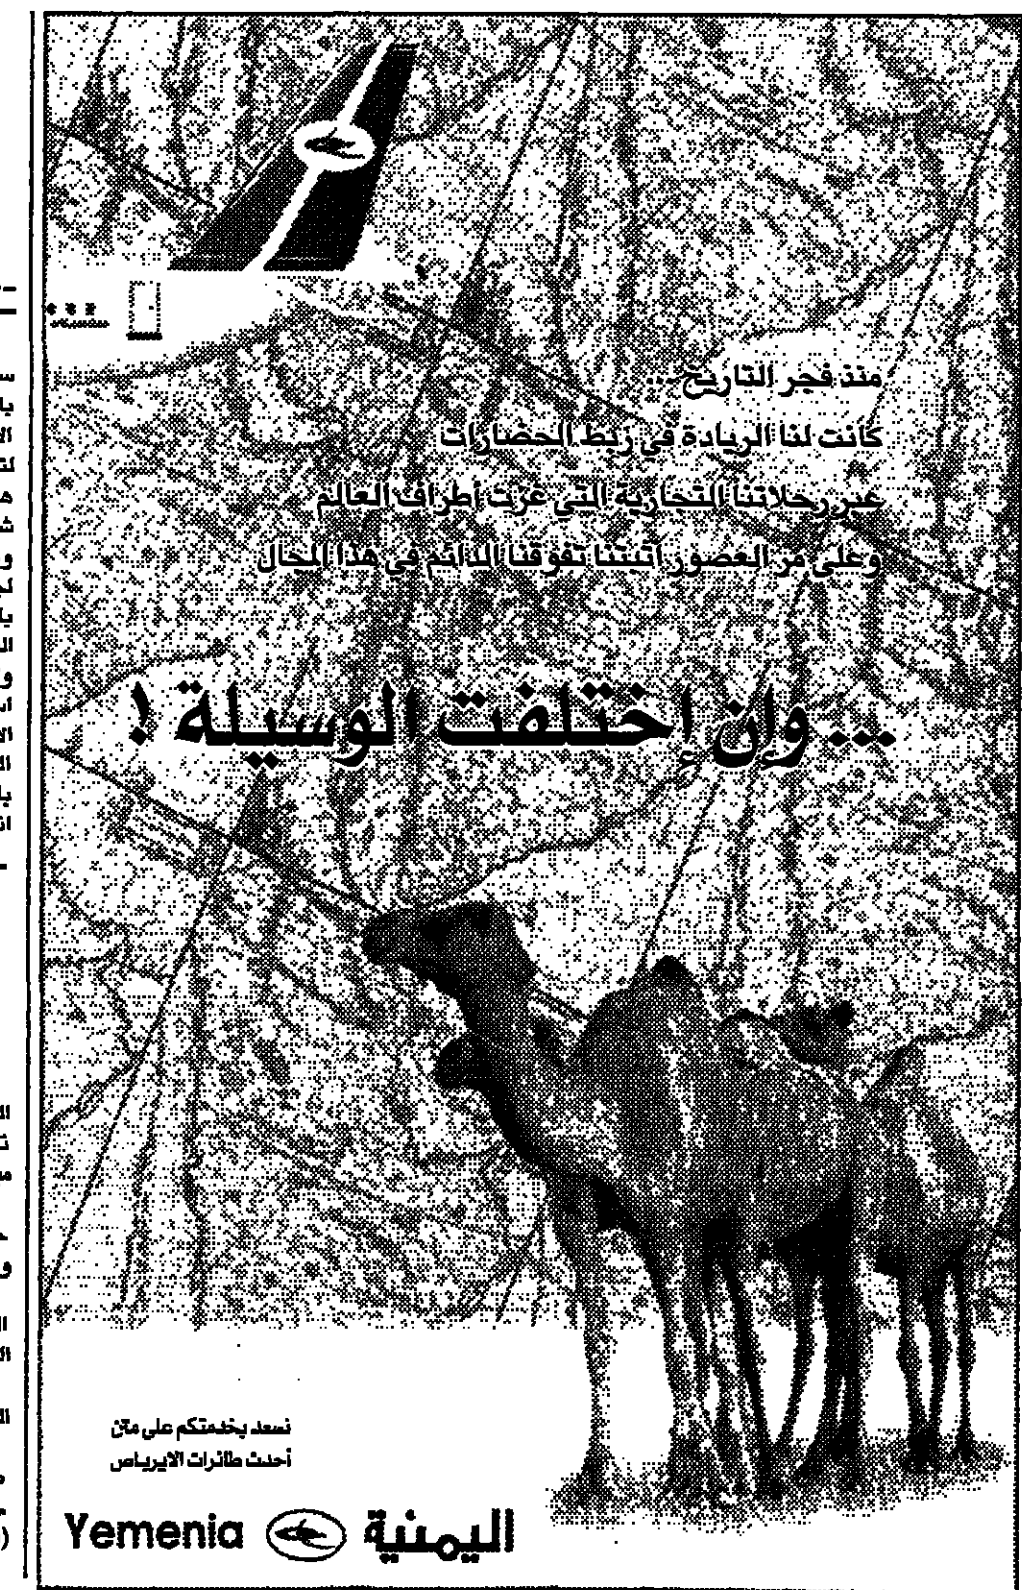 منذ فجر التاريخ ...
كانت لنا الريادة في ربط الحضارات
عبر رحلاتنا التجارية التي غزت أطراف العالم
وعلى مر العصور اثبتنا تفوقنا الدائم في هذا المجال
... وإن إختلفت الوسيلة !
نسعد بخدمتكم على متن
أحدث طائرات الايرباص
Yemenia اليمنية